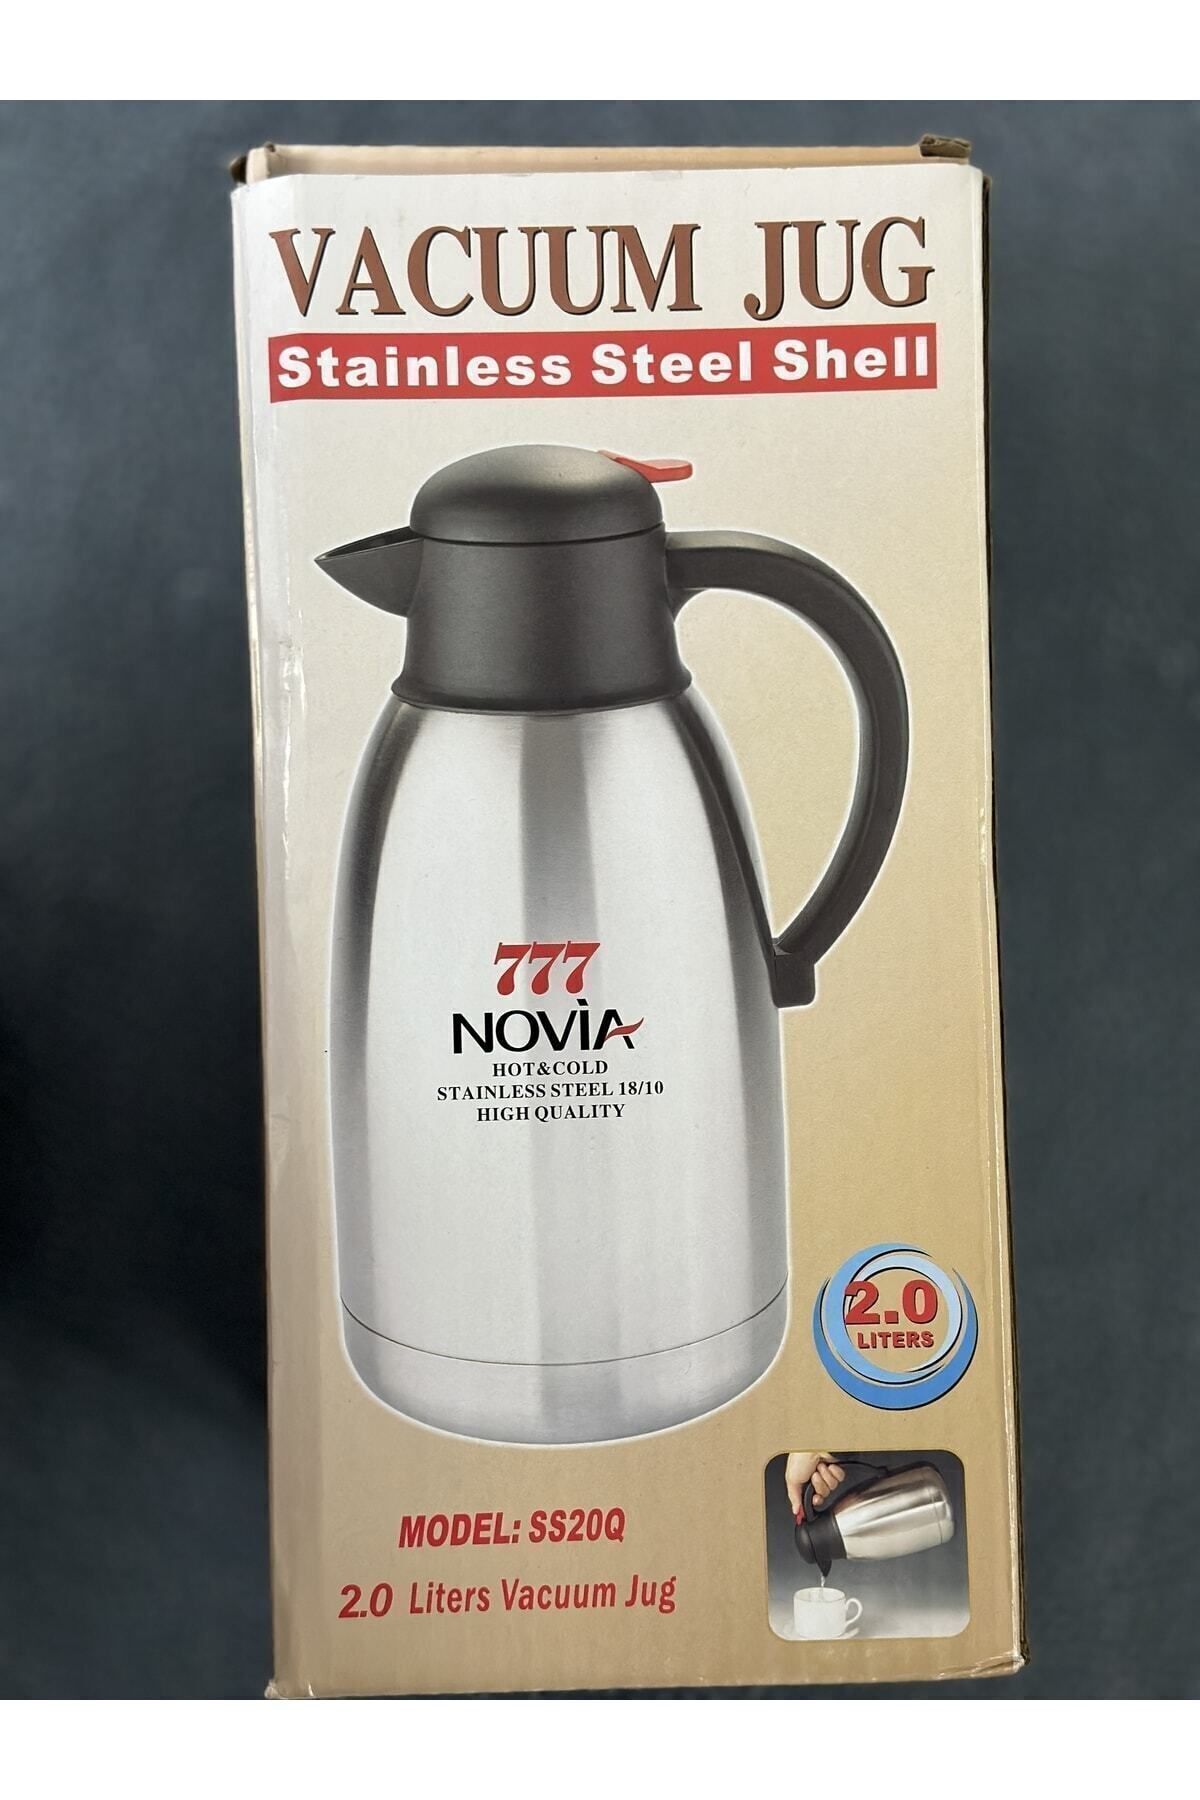 VACUUM JUG
Stainless Steel Shell
777
NOVİA
HOT&COLD
STAINLESS STEEL 18/10
HIGH QUALITY
2.0
LITERS
MODEL: SS20Q
2.0 Liters Vacuum Jug